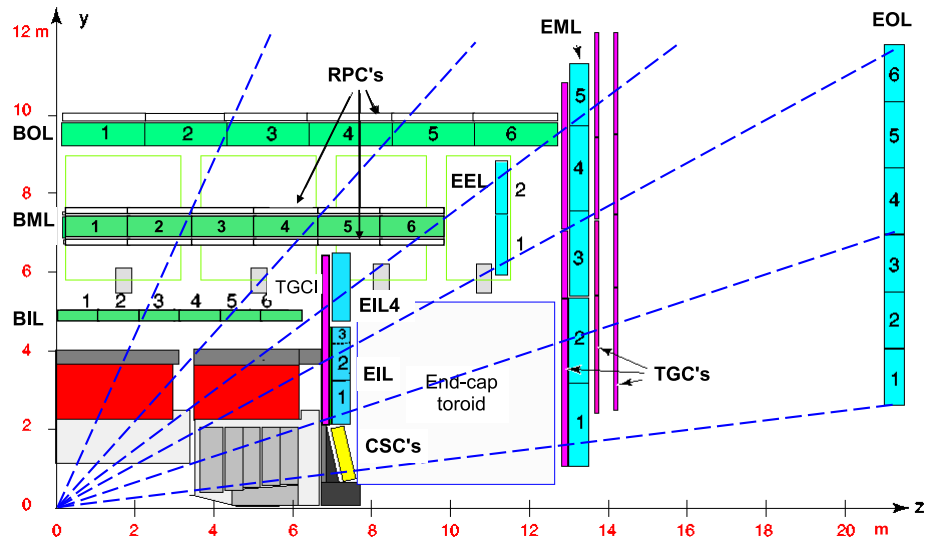 12 m
y
EML
EOL
RPC's
10
BOL
1 2 3 4 5 6
5
6
5
8
EEL
2
4
4
BML
1 2 3 4 5 6
1
6
TGCI
3
3
1 2 3 4 5 6
BIL
EIL4
2
4
3
2
2
EIL
End-cap
toroid
TGC's
1
1
2
CSC's
1
0
z
0 2 4 6 8 10 12 14 16 18 20 m